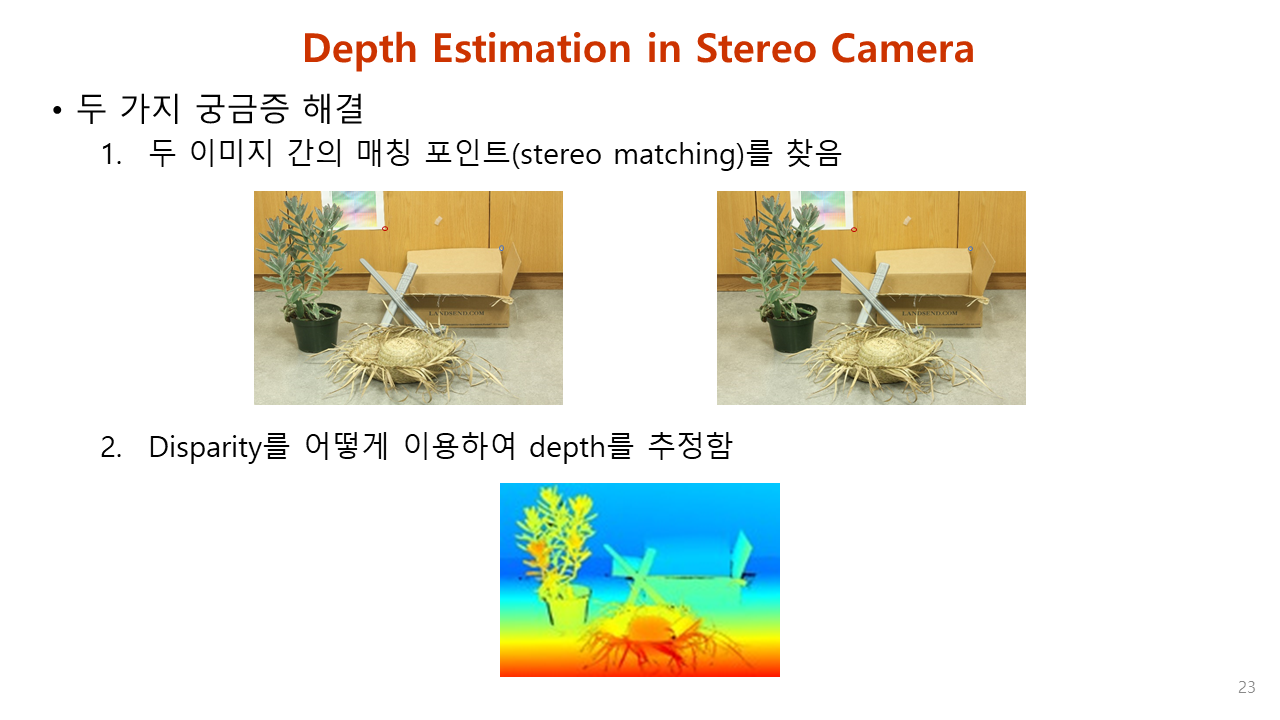 Depth Estimation in Stereo Camera
• 두 가지 궁금증 해결
1. 두 이미지 간의 매칭 포인트(stereo matching)를 찾음
LANDSEND.COM
LANDSEND.COM
2. Disparity를 어떻게 이용하여 depth를 추정함
23